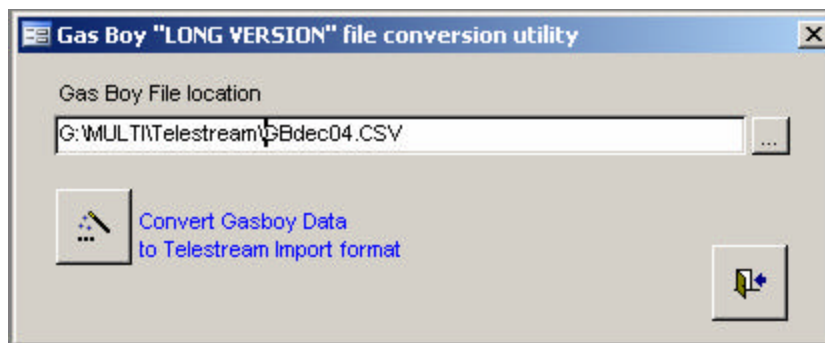 Gas Boy "LONG VERSION" file conversion utility
Gas Boy File location
G:\MULTI\Telestream\GBdec04.CSV
...
Convert Gasboy Data
to Telestream Import format